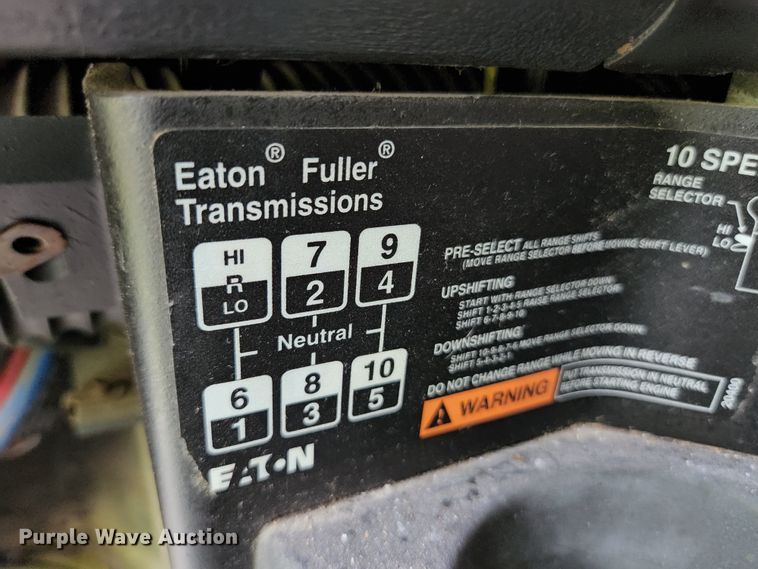 Eaton® Fuller®
Transmissions
HI
R
LO
7
2
9
4
Neutral
6
1
8
3
10
5
EATON
PRE-SELECT ALL RANGE SHIFTS
(MOVE RANGE SELECTOR BEFORE MOVING SHIFT LEVER)
UPSHIFTING
START WITH RANGE SELECTOR DOWN
SHIFT 1-2-3-4-5 RAISE RANGE SELECTOR
SHIFT 6-7-8-9-10
DOWNSHIFTING
SHIFT 10-9-8-7-6 MOVE RANGE SELECTOR DOWN
SHIFT 5-4-3-2-1
DO NOT CHANGE RANGE WHILE MOVING IN REVERSE
WARNING
PUT TRANSMISSION IN NEUTRAL
BEFORE STARTING ENGINE
10 SPE
RANGE
SELECTOR
HI
LO
Purple Wave Auction